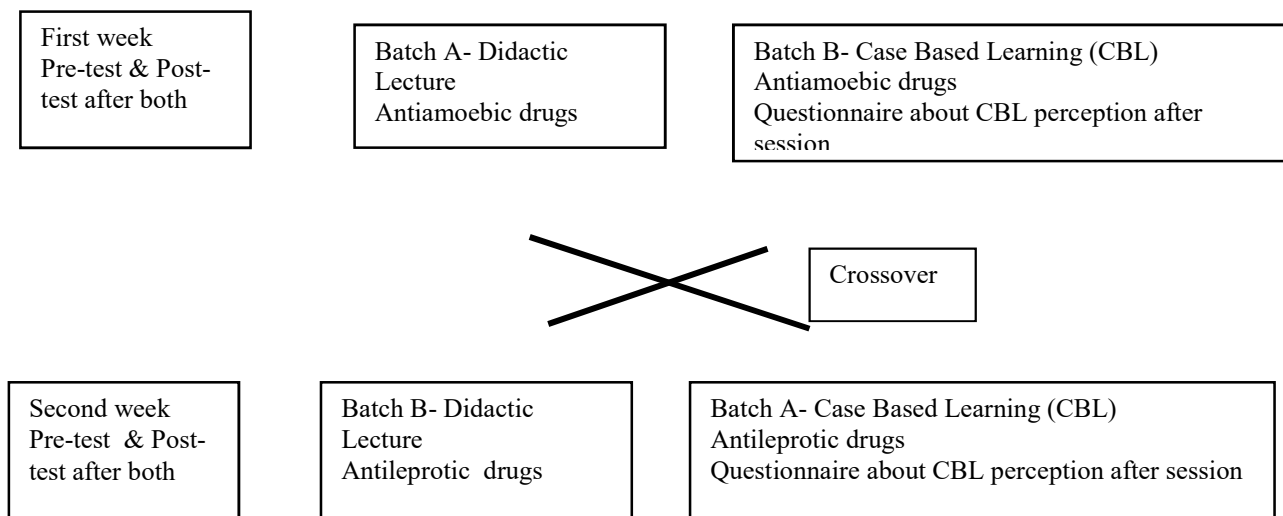 First week
Pre-test & Post-
test after both
Batch A- Didactic
Lecture
Antiamoebic drugs
Batch B- Case Based Learning (CBL)
Antiamoebic drugs
Questionnaire about CBL perception after
session
Crossover
Second week
Pre-test & Post-
test after both
Batch B- Didactic
Lecture
Antileprotic drugs
Batch A- Case Based Learning (CBL)
Antileprotic drugs
Questionnaire about CBL perception after session